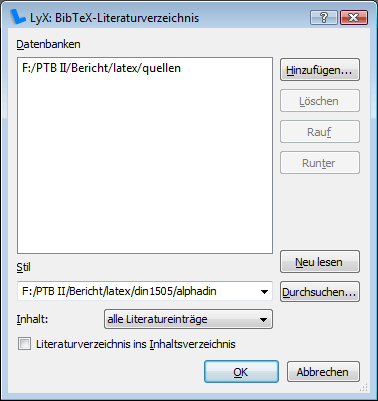 LyX: BibTeX-Literaturverzeichnis
Datenbanken
F:/PTB II/Bericht/latex/quellen
Hinzufügen...
Löschen
Rauf
Runter
Neu lesen
Stil
F:/PTB II/Bericht/latex/din1505/alphadin
Durchsuchen...
Inhalt:
alle Literatureinträge
Literaturverzeichnis ins Inhaltsverzeichnis
OK
Abbrechen